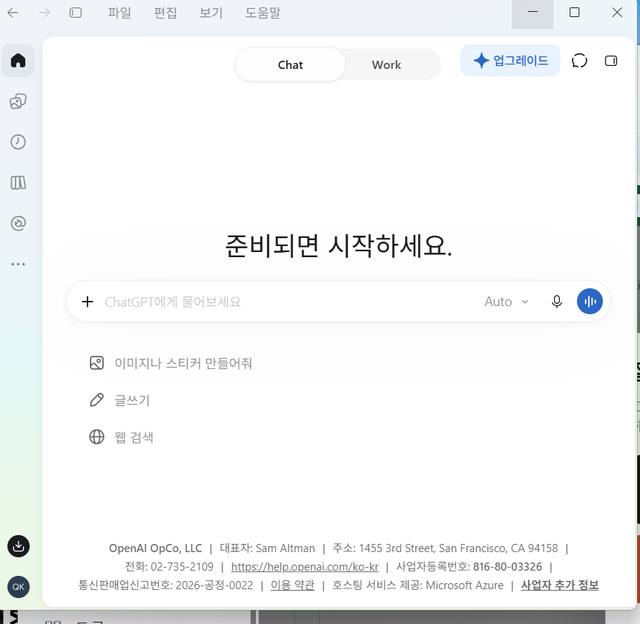 파일 편집 보기 도움말
Chat Work 업그레이드
준비되면 시작하세요.
ChatGPT에게 물어보세요 Auto
이미지나 스티커 만들어줘
글쓰기
웹 검색
OpenAI OpCo, LLC | 대표자: Sam Altman | 주소: 1455 3rd Street, San Francisco, CA 94158 |
전화: 02-735-2109 | https://help.openai.com/ko-kr | 사업자등록번호: 816-80-03326 |
통신판매업신고번호: 2026-공정-0022 | 이용 약관 | 호스팅 서비스 제공: Microsoft Azure | 사업자 추가 정보
QK